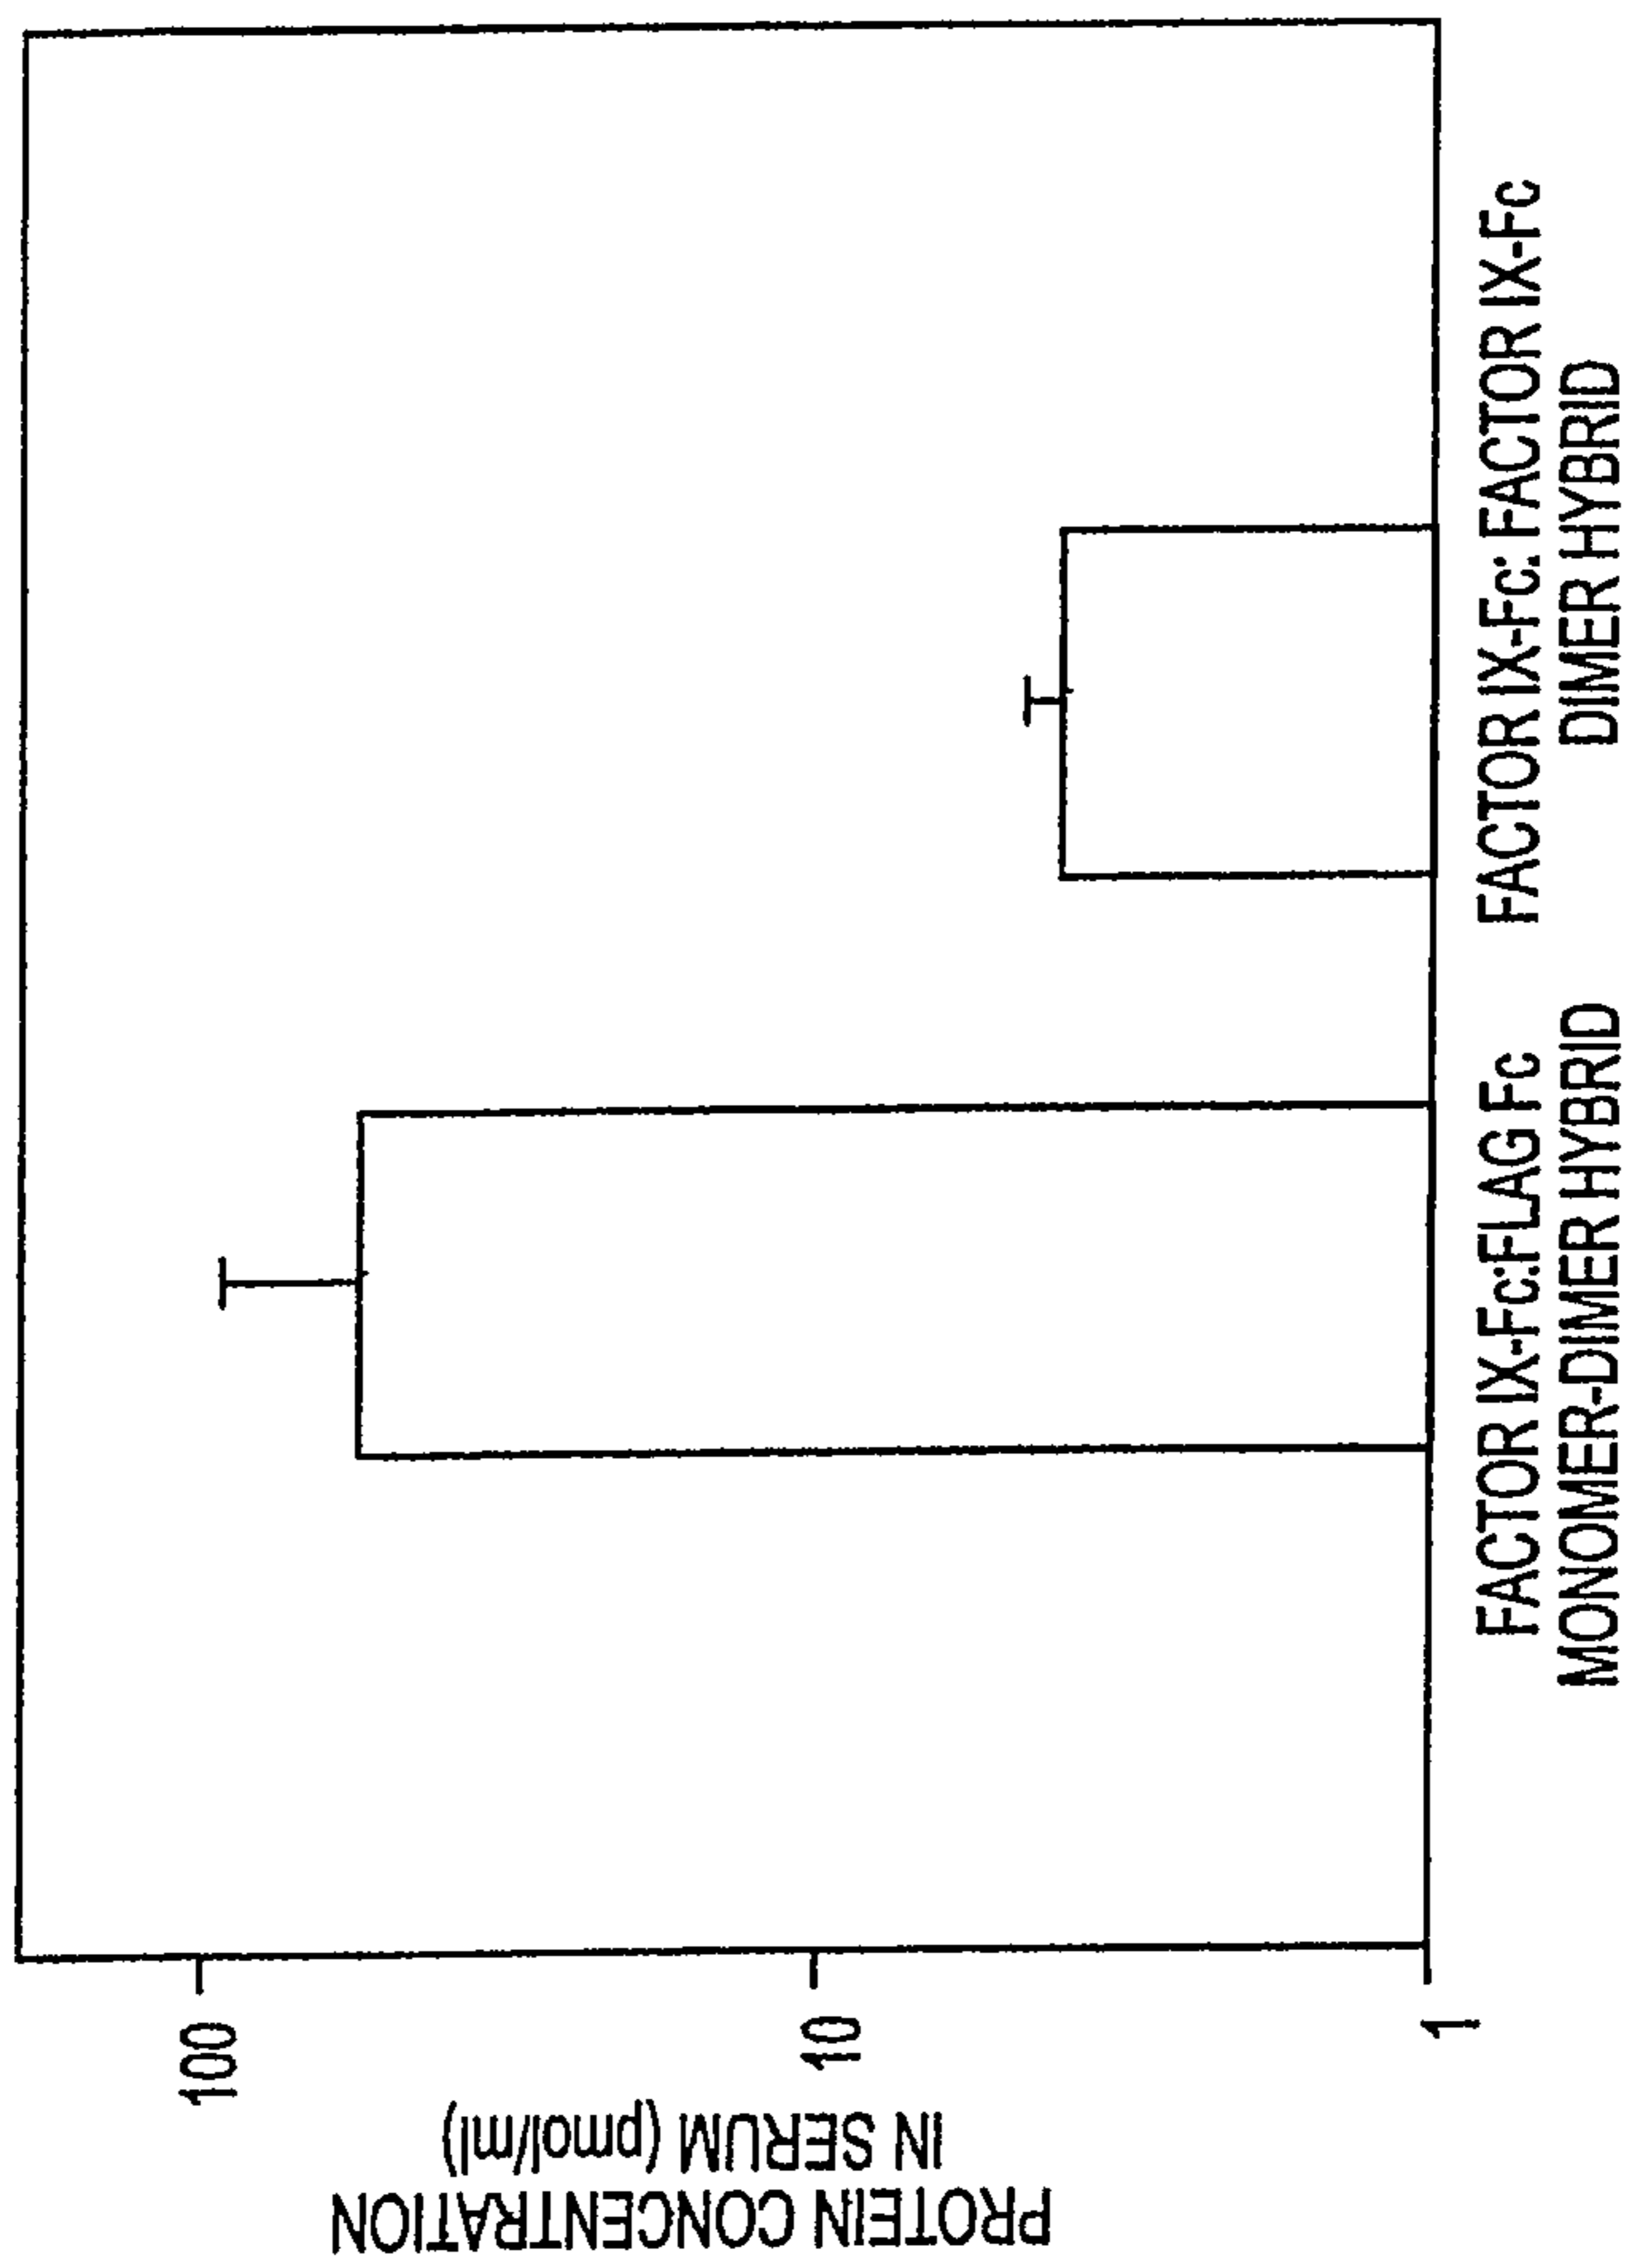 PROTEIN CONCENTRATION
IN SERUM (pmol/ml)
100
10
1
FACTOR IX-Fc:FLAG Fc
MONOMER-DIMER HYBRID
FACTOR IX-Fc: FACTOR IX-Fc
DIMER HYBRID